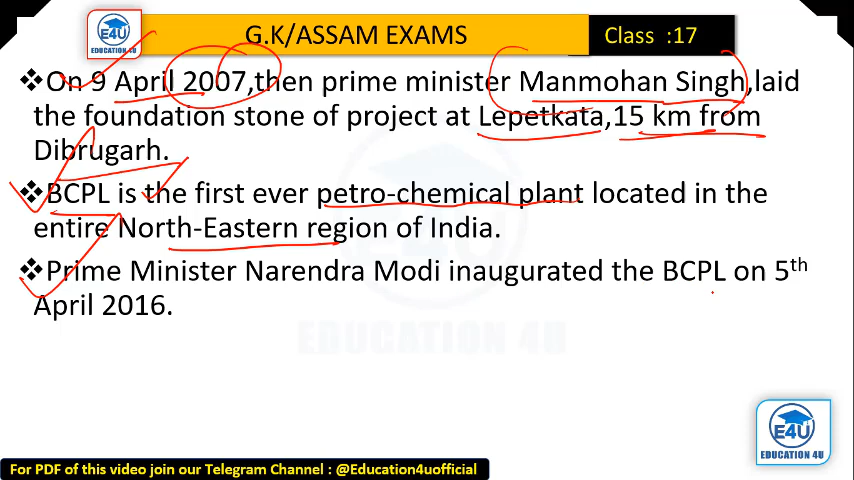 E4U
EDUCATION 4U
G.K/ASSAM EXAMS
Class :17
❖On 9 April 2007,then prime minister Manmohan Singh,laid
the foundation stone of project at Lepetkata,15 km from
Dibrugarh.
❖BCPL is the first ever petro-chemical plant located in the
entire North-Eastern region of India.
❖Prime Minister Narendra Modi inaugurated the BCPL on 5th
April 2016.
EDUCATION 4U
E4U
EDUCATION 4U
For PDF of this video join our Telegram Channel : @Education4uofficial